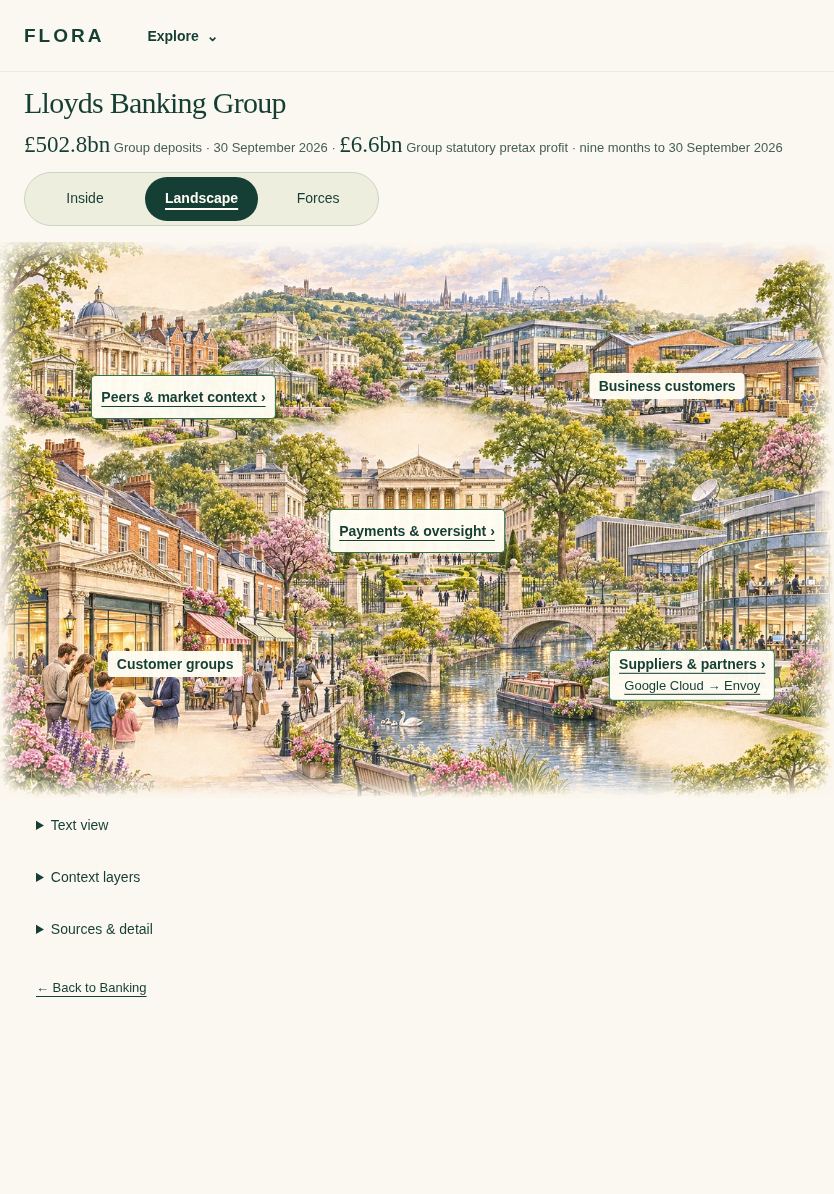 FLORA
Explore ⌄
Lloyds Banking Group
£502.8bn Group deposits · 30 September 2026 · £6.6bn Group statutory pretax profit · nine months to 30 September 2026
Inside Landscape Forces
Peers & market context ›
Business customers
Payments & oversight ›
Customer groups
Suppliers & partners ›
Google Cloud → Envoy
▶ Text view
▶ Context layers
▶ Sources & detail
← Back to Banking